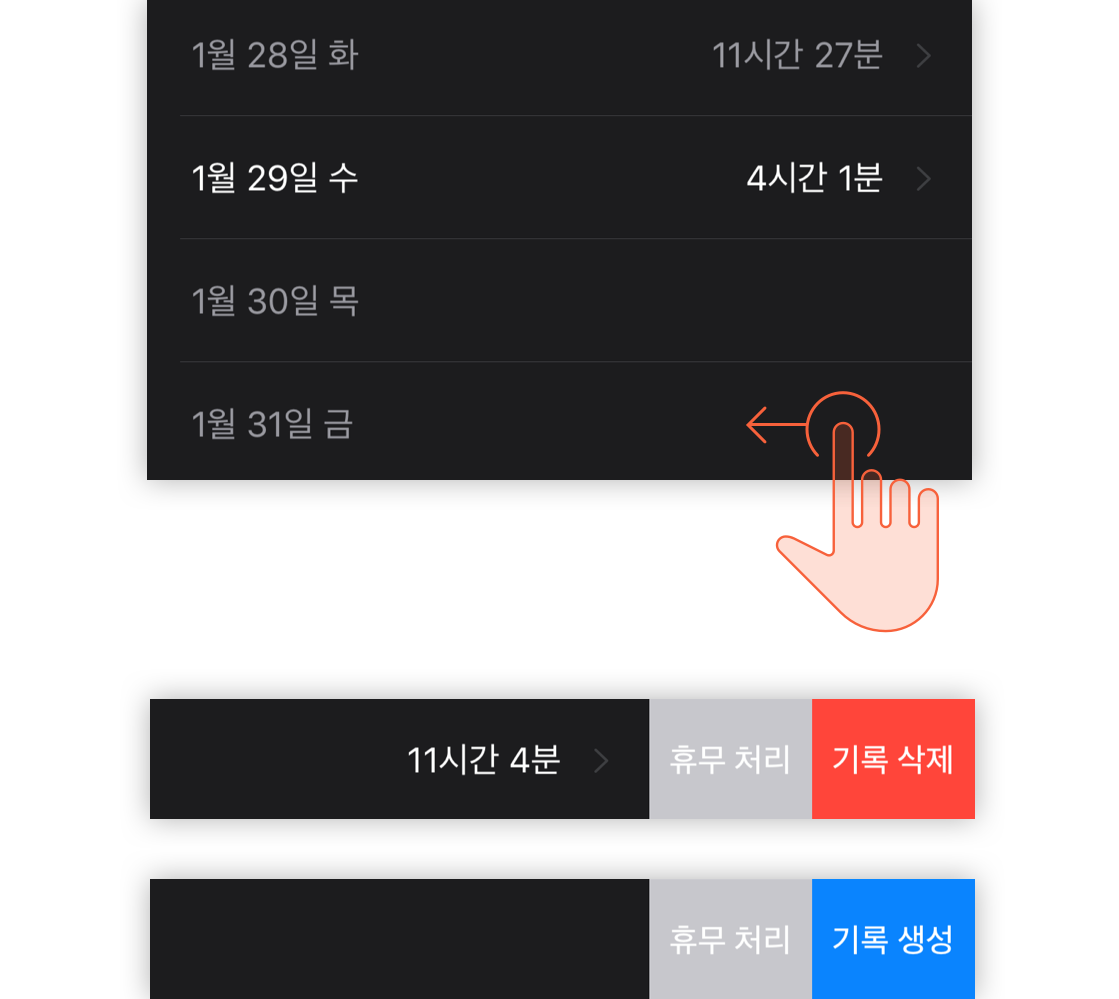 1월 28일 화 11시간 27분
1월 29일 수 4시간 1분
1월 30일 목
1월 31일 금
11시간 4분 휴무 처리 기록 삭제
휴무 처리 기록 생성